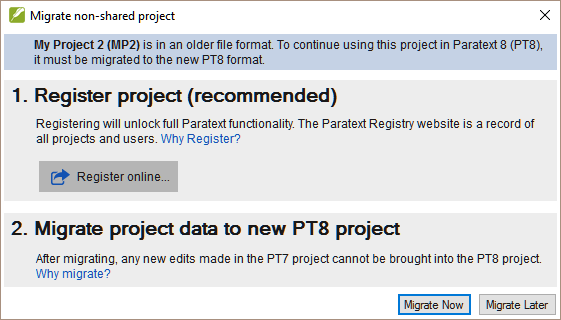 Migrate non-shared project
My Project 2 (MP2) is in an older file format. To continue using this project in Paratext 8 (PT8),
it must be migrated to the new PT8 format.
1. Register project (recommended)
Registering will unlock full Paratext functionality. The Paratext Registry website is a record of
all projects and users. Why Register?
Register online...
2. Migrate project data to new PT8 project
After migrating, any new edits made in the PT7 project cannot be brought into the PT8 project.
Why migrate?
Migrate Now Migrate Later